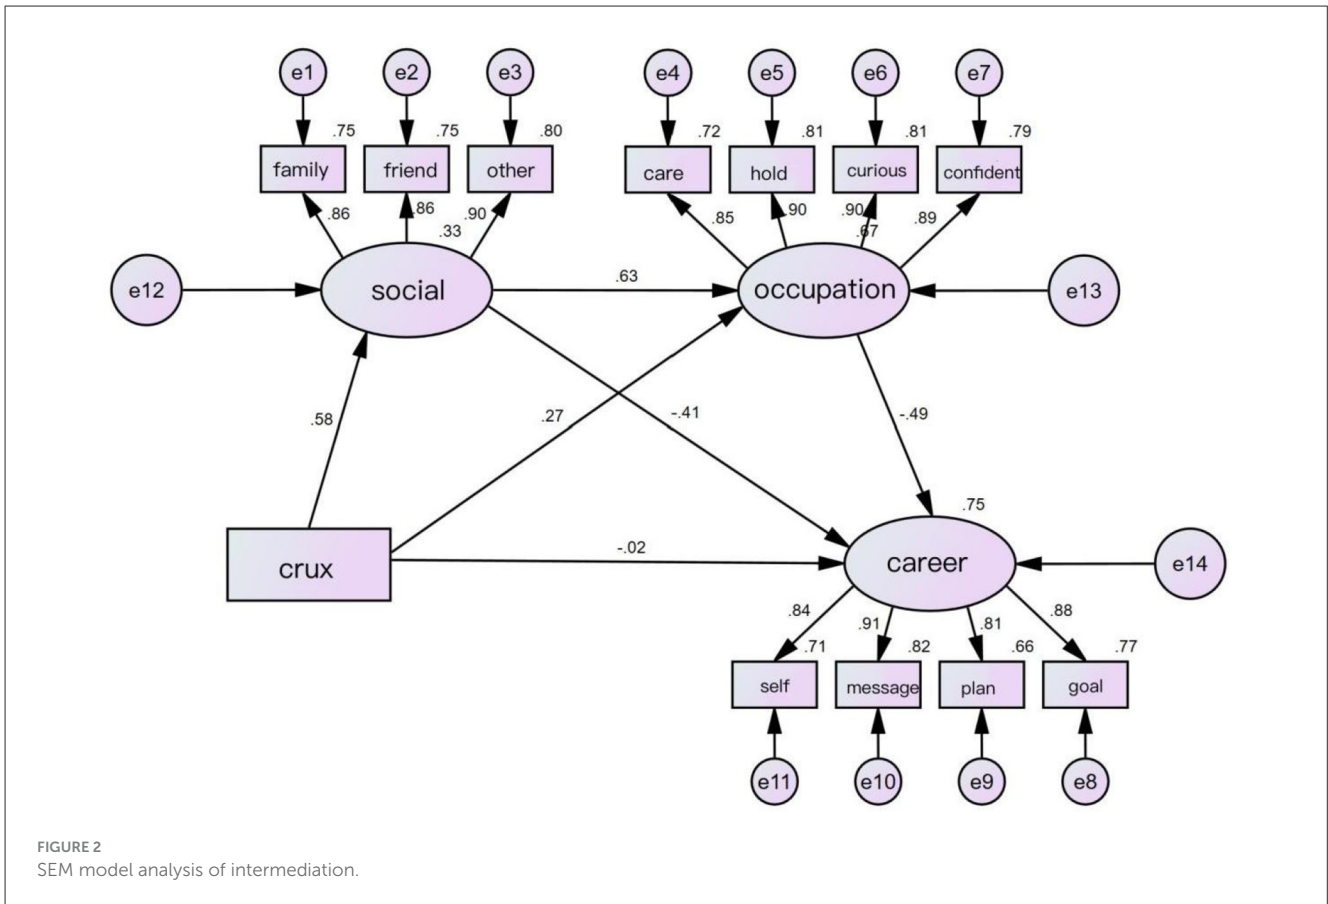 e1 e2 e3 e4 e5 e6 e7
.75 .75 .80 .72 .81 .81 .79
family friend other care hold curious confident
.86 .86 .90 .85 .90 .90 .89
.33 .67
e12 social .63 occupation e13
.58 .27 -.41 -.49
.75
crux -.02 career e14
.84 .91 .81 .88
.71 .82 .66 .77
self message plan goal
e11 e10 e9 e8
FIGURE 2
SEM model analysis of intermediation.